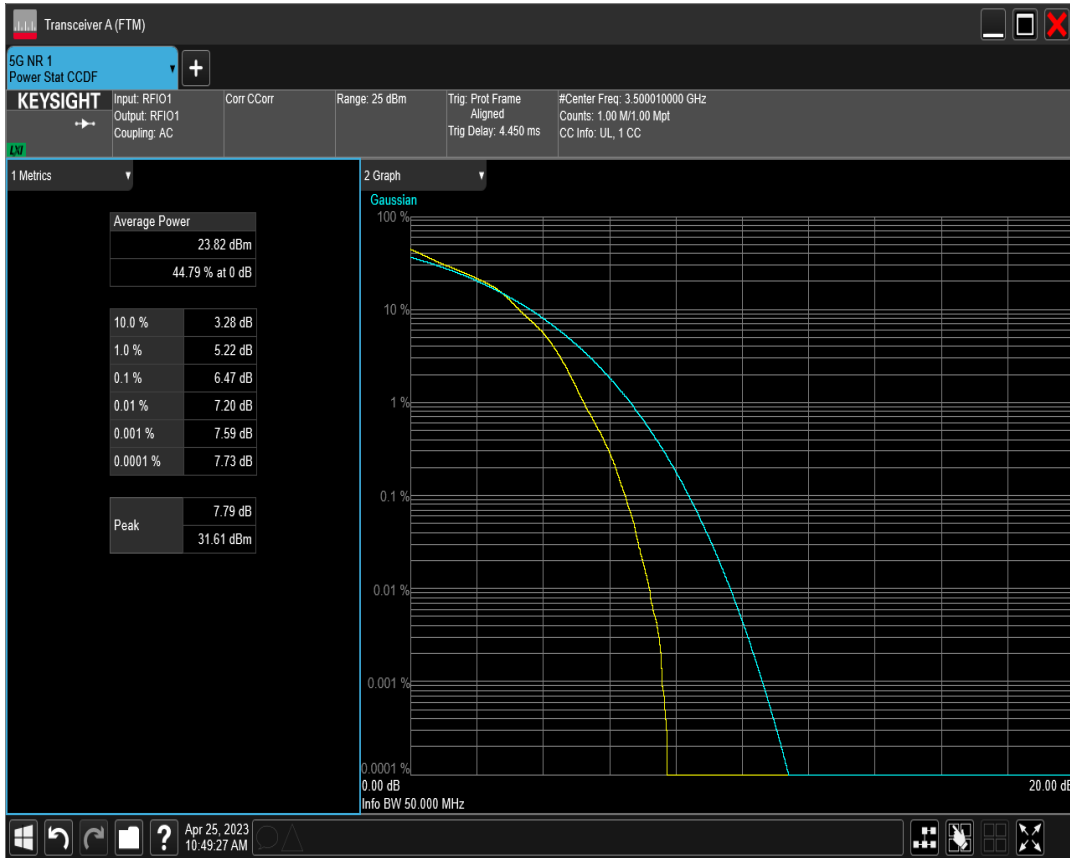 Transceiver A (FTM)
5G NR 1
Power Stat CCDF
+
KEYSIGHT
LXI
Input: RFIO1
Output: RFIO1
Coupling: AC
Corr CCorr
Range: 25 dBm
Trig: Prot Frame
Aligned
Trig Delay: 4.450 ms
#Center Freq: 3.500010000 GHz
Counts: 1.00 M/1.00 Mpt
CC Info: UL, 1 CC
1 Metrics
Average Power
23.82 dBm
44.79 % at 0 dB
10.0 % 3.28 dB
1.0 % 5.22 dB
0.1 % 6.47 dB
0.01 % 7.20 dB
0.001 % 7.59 dB
0.0001 % 7.73 dB
Peak
7.79 dB
31.61 dBm
2 Graph
Gaussian
100 %
10 %
1 %
0.1 %
0.01 %
0.001 %
0.0001 %
0.00 dB
20.00 dB
Info BW 50.000 MHz
?
Apr 25, 2023
10:49:27 AM